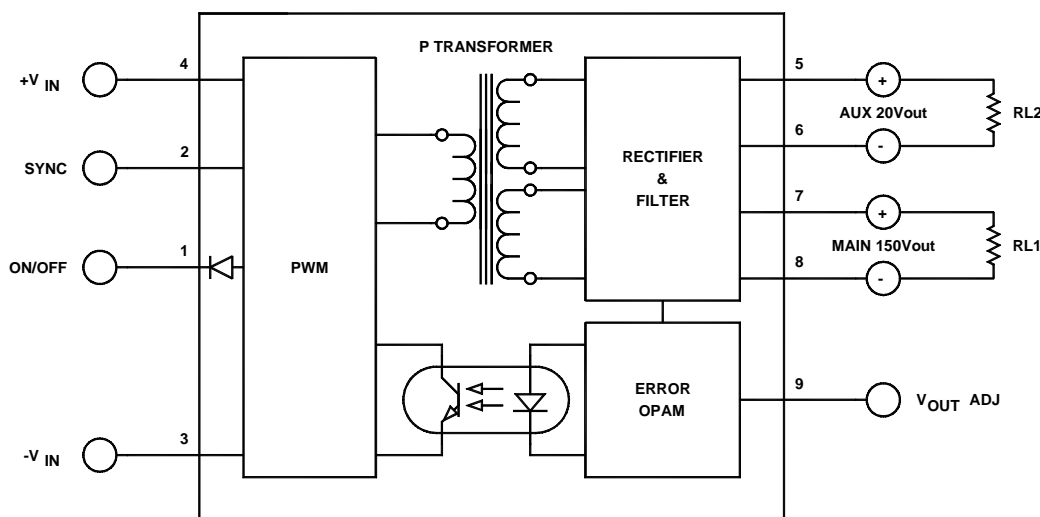 P TRANSFORMER
+V IN
4
SYNC
2
ON/OFF
1
-V IN
3
PWM
RECTIFIER
&
FILTER
ERROR
OPAM
5
+
AUX 20Vout
RL2
6
-
7
+
MAIN 150Vout
RL1
8
-
9
VOUT ADJ